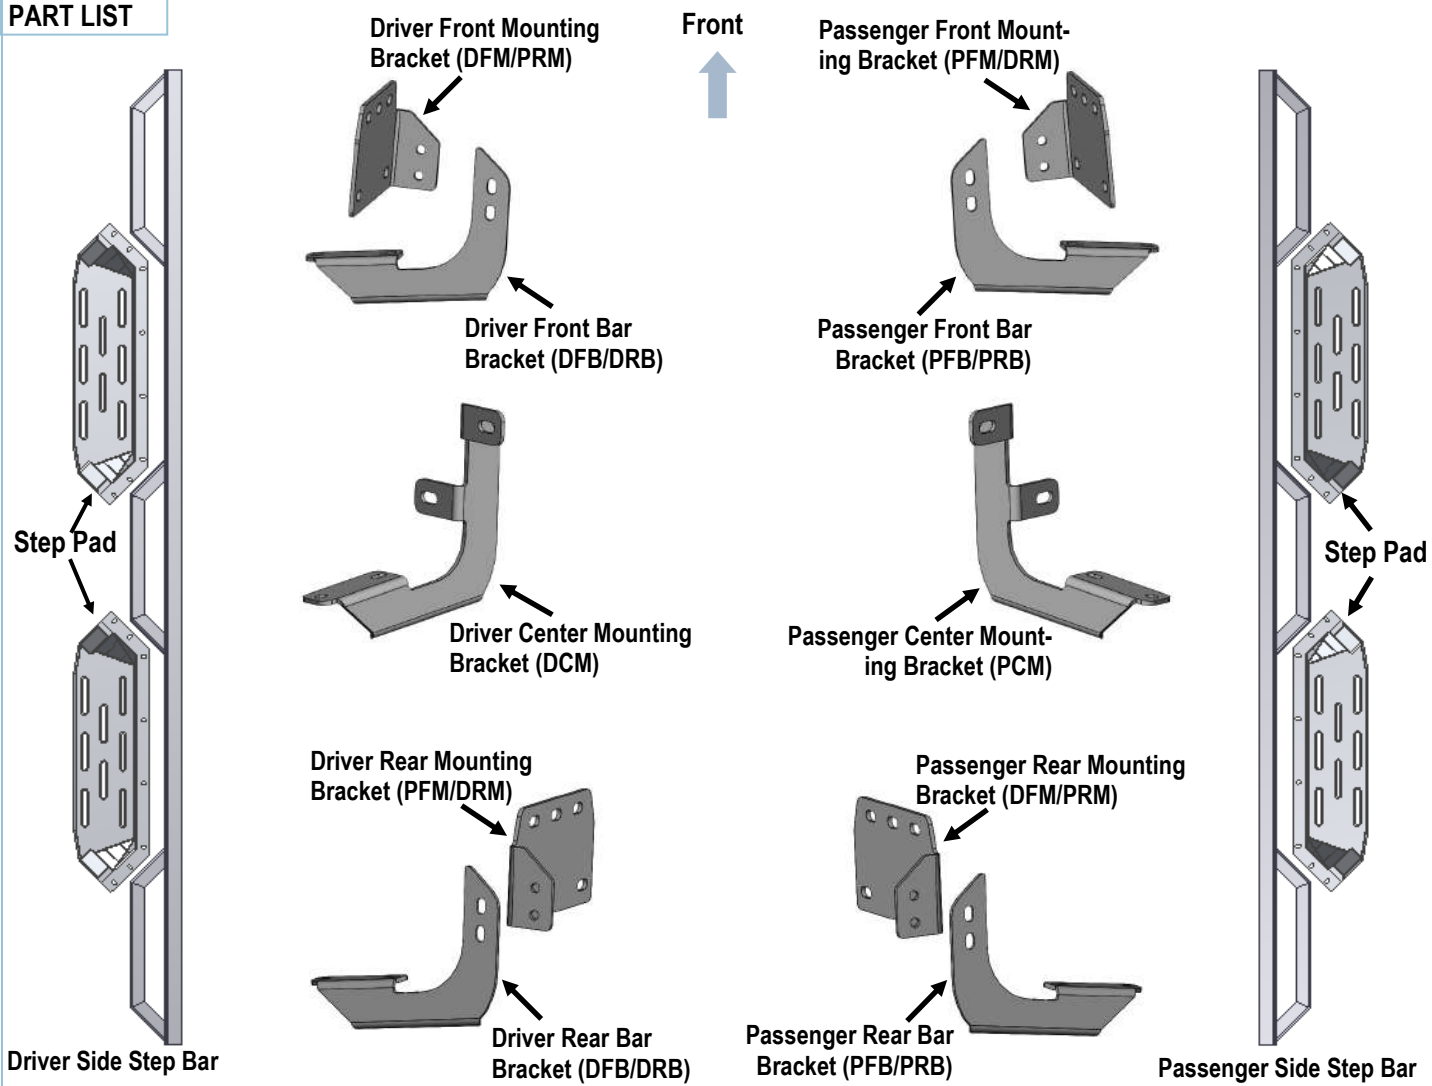 PART LIST
Driver Front Mounting
Bracket (DFM/PRM)
Front
Passenger Front Mount-
ing Bracket (PFM/DRM)
Driver Front Bar
Bracket (DFB/DRB)
Passenger Front Bar
Bracket (PFB/PRB)
Step Pad
Step Pad
Driver Center Mounting
Bracket (DCM)
Passenger Center Mount-
ing Bracket (PCM)
Driver Rear Mounting
Bracket (PFM/DRM)
Passenger Rear Mounting
Bracket (DFM/PRM)
Driver Rear Bar
Bracket (DFB/DRB)
Passenger Rear Bar
Bracket (PFB/PRB)
Driver Side Step Bar
Passenger Side Step Bar